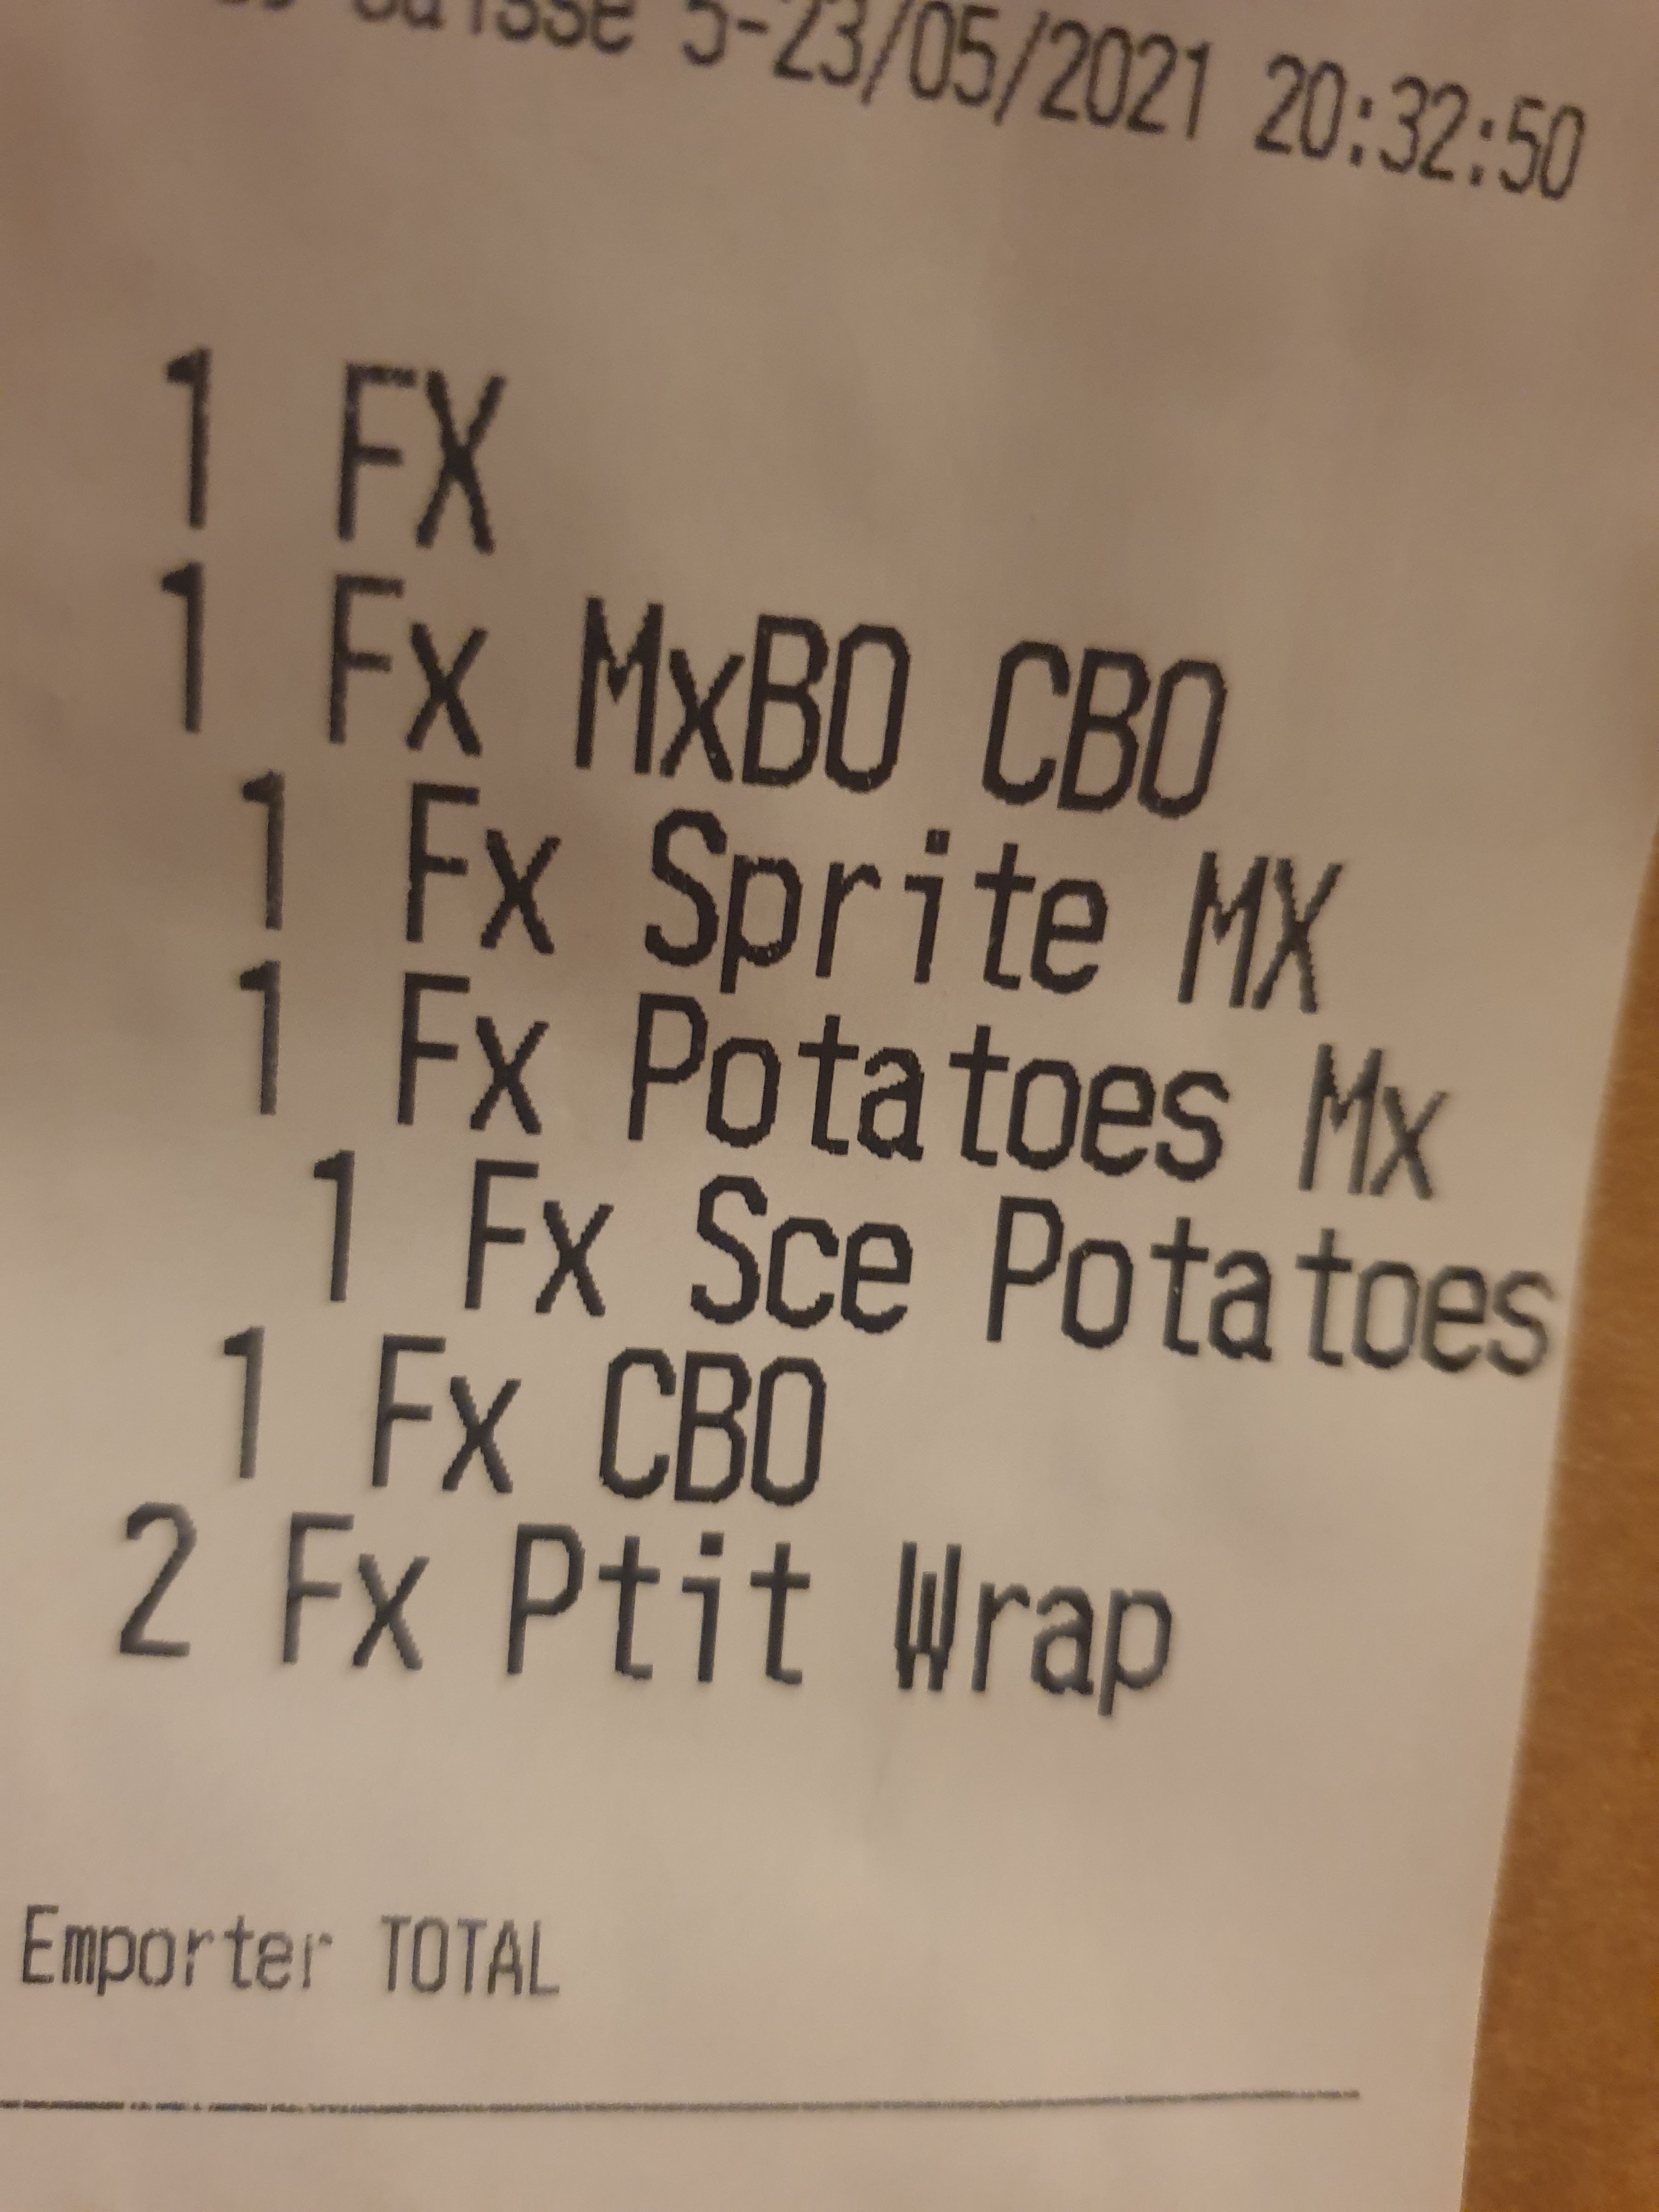 5-23/05/2021 20:32:50
1 FX
1 Fx MxBO CBO
1 Fx Sprite MX
1 Fx Potatoes Mx
1 Fx Sce Potatoes
1 Fx CBO
2 Fx Ptit Wrap
Emporter TOTAL